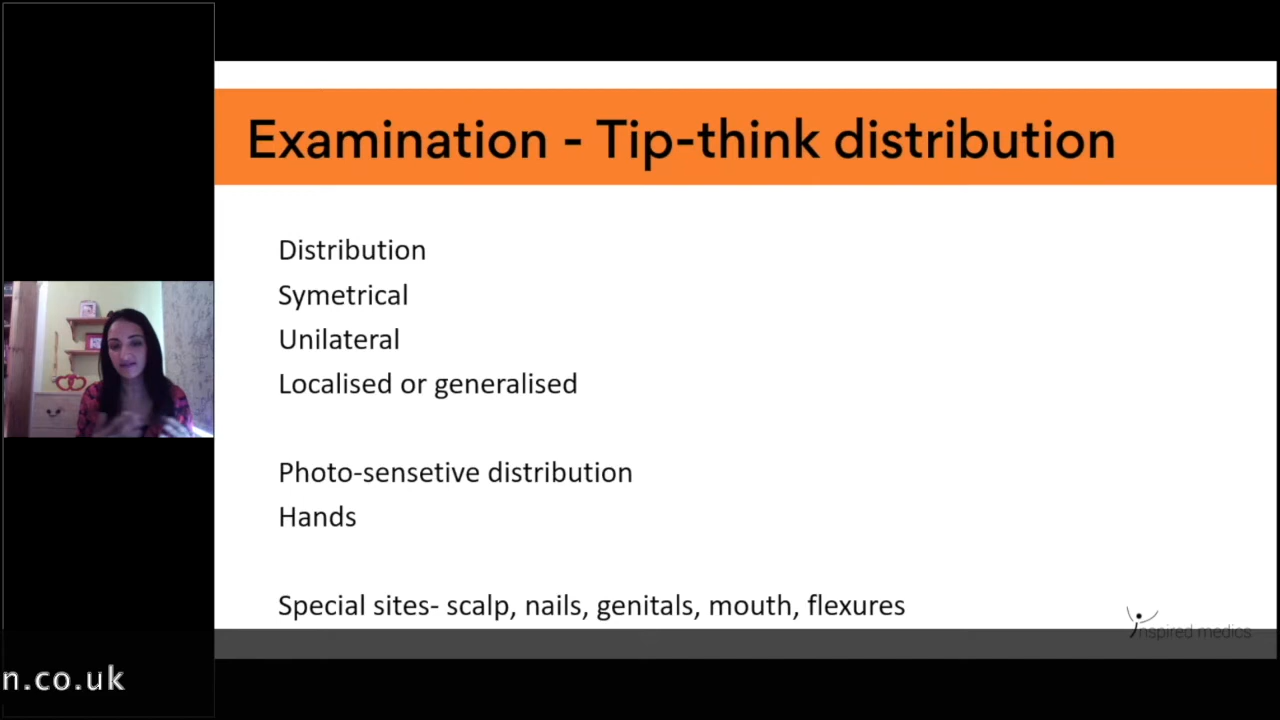 Examination - Tip-think distribution
Distribution
Symetrical
Unilateral
Localised or generalised
Photo-sensetive distribution
Hands
Special sites- scalp, nails, genitals, mouth, flexures
nspired medics
n.co.uk